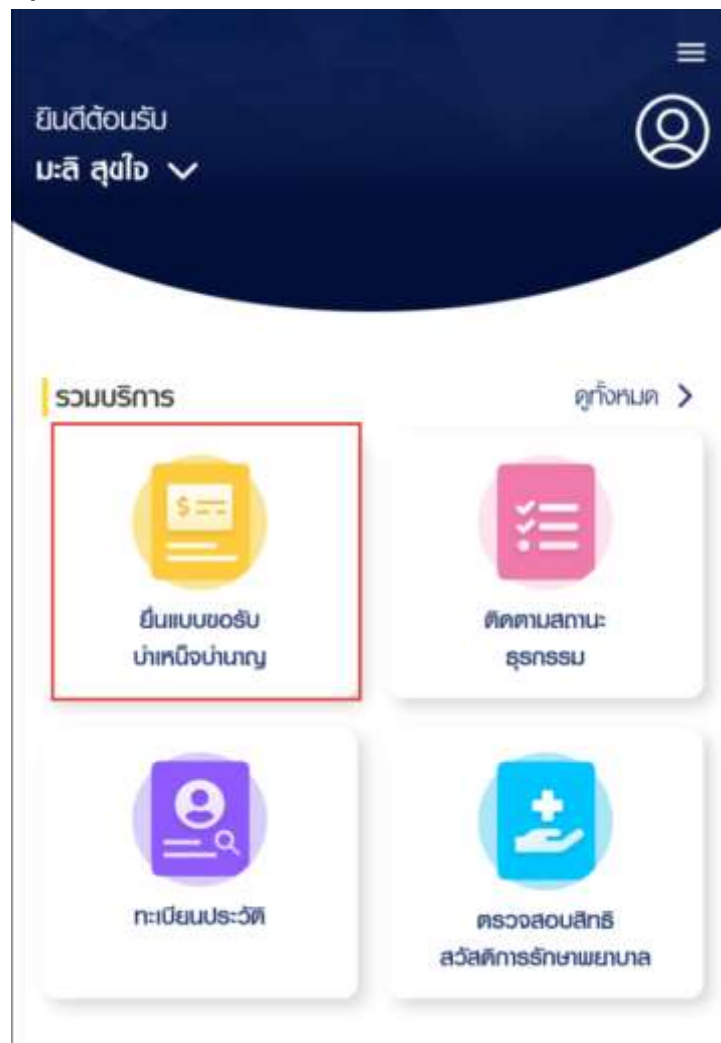 ยินดีต้อนรับ
มะลิ สุขใจ
รวมบริการ
ดูทั้งหมด
$
ยื่นแบบขอรับ
บำเหน็จบำนาญ
ติดตามสถานะ
ธุรกรรม
ทะเบียนประวัติ
ตรวจสอบสิทธิ
สวัสดิการรักษาพยาบาล